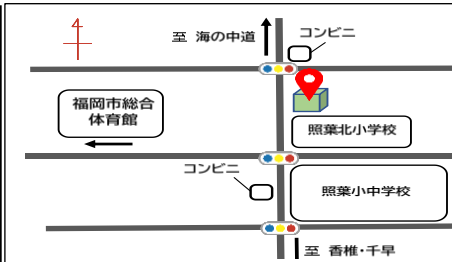 至 海の中道
コンビニ
福岡市総合
体育館
照葉北小学校
コンビニ
照葉小中学校
至 香椎・千早